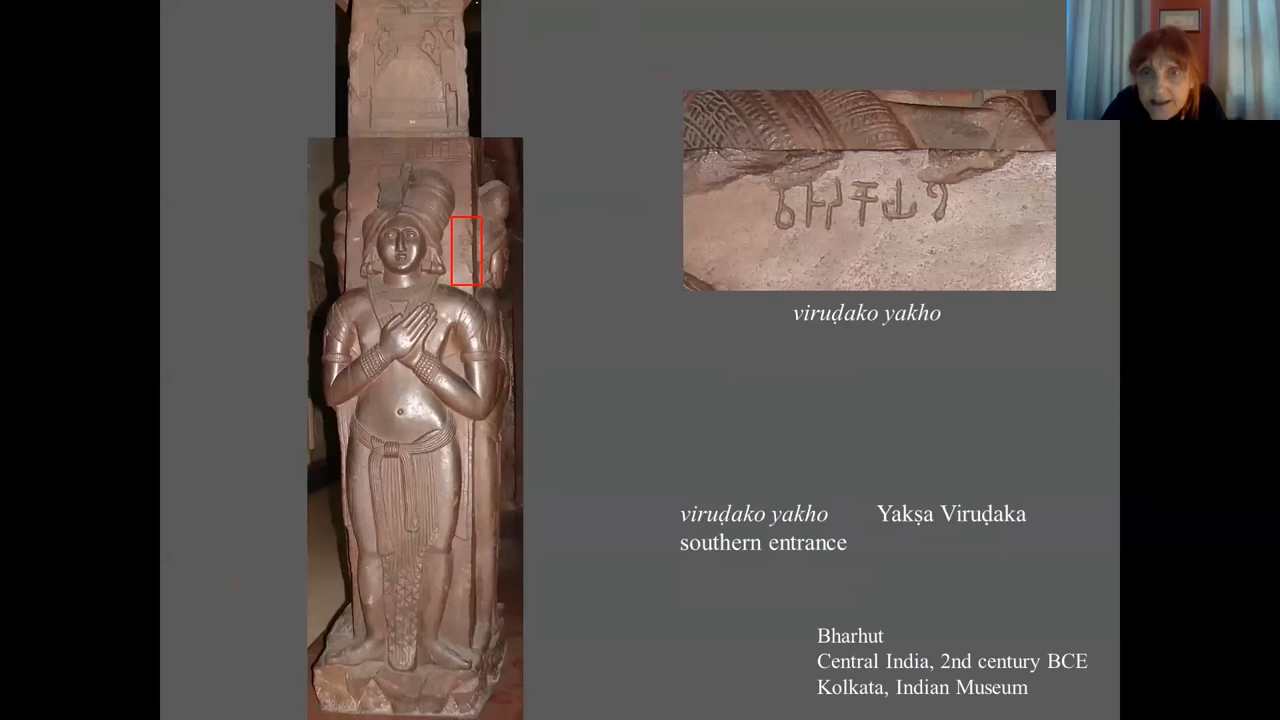 𑀯𑀺𑀭𑀼𑀟𑀓𑁄 𑀬𑀔𑁄
viruḍako yakho
viruḍako yakho Yakṣa Viruḍaka
southern entrance
Bharhut
Central India, 2nd century BCE
Kolkata, Indian Museum